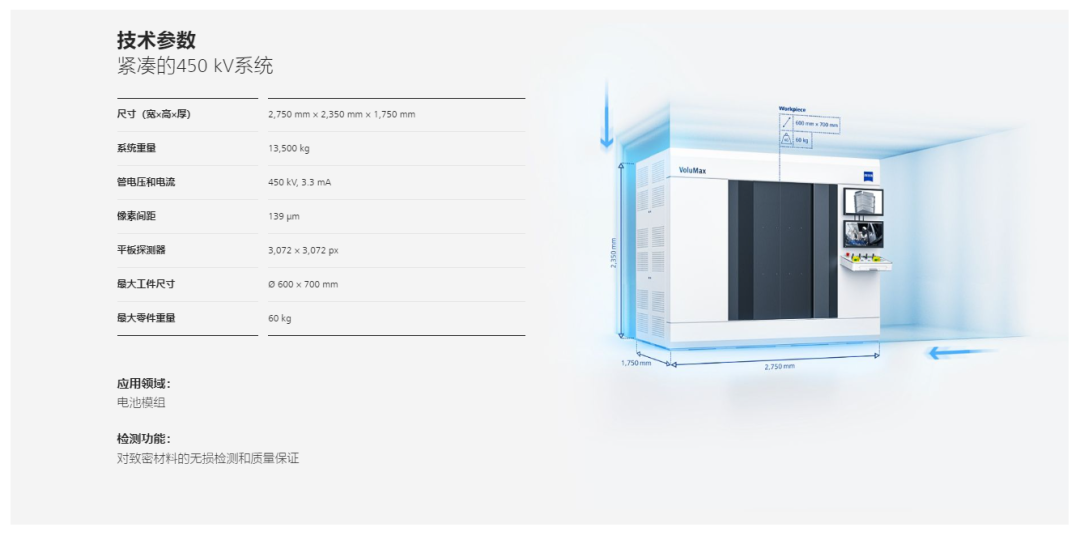 技术参数
紧凑的450 kV系统
尺寸（宽×高×厚） 2,750 mm × 2,350 mm × 1,750 mm
系统重量 13,500 kg
管电压和电流 450 kV, 3.3 mA
像素间距 139 μm
平板探测器 3,072 × 3,072 px
最大工件尺寸 Ø 600 × 700 mm
最大零件重量 60 kg
应用领域：
电池模组
检测功能：
对致密材料的无损检测和质量保证
Workpiece
600 mm x 700 mm
60 kg
VoluMax
ZEISS
2,350 mm
1,750 mm
2,750 mm